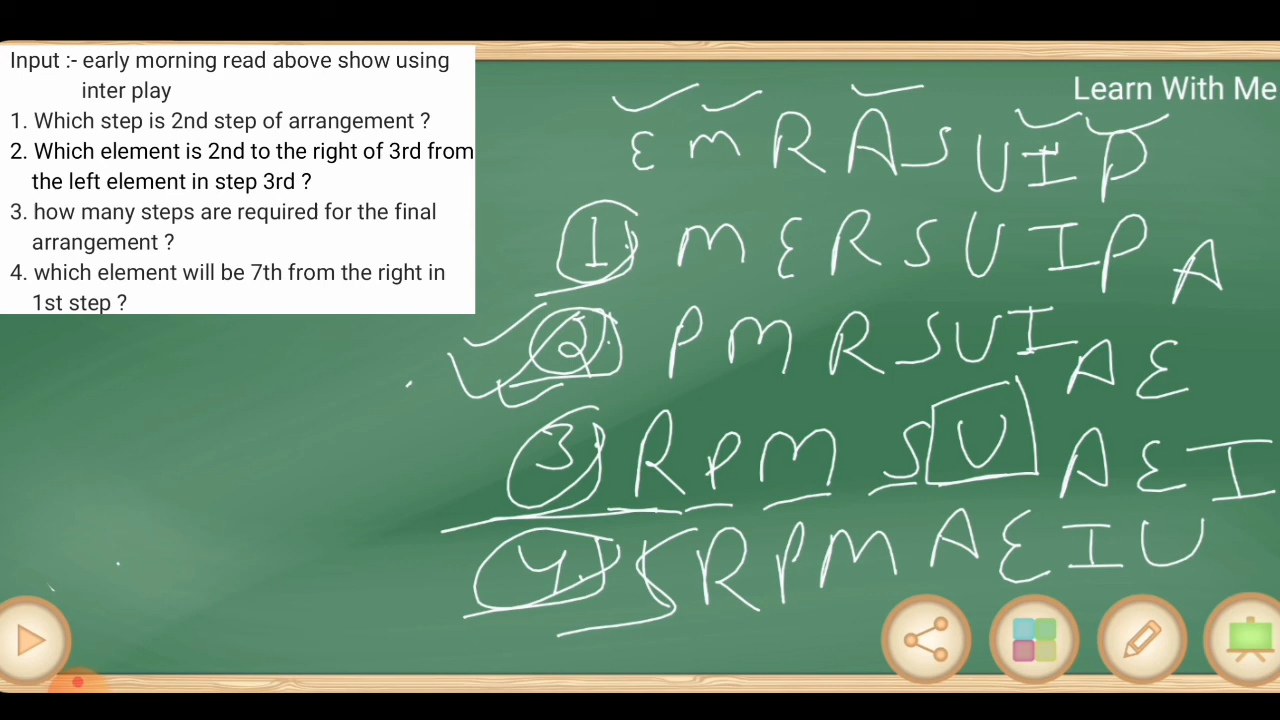 Input :- early morning read above show using
inter play
1. Which step is 2nd step of arrangement ?
2. Which element is 2nd to the right of 3rd from
the left element in step 3rd ?
3. how many steps are required for the final
arrangement ?
4. which element will be 7th from the right in
1st step ?
Learn With Me
E M R A S U I P
1 M E R S U I P A
2 P M R S U I A E
3 R P M S U A E I
4 S R P M A E I U